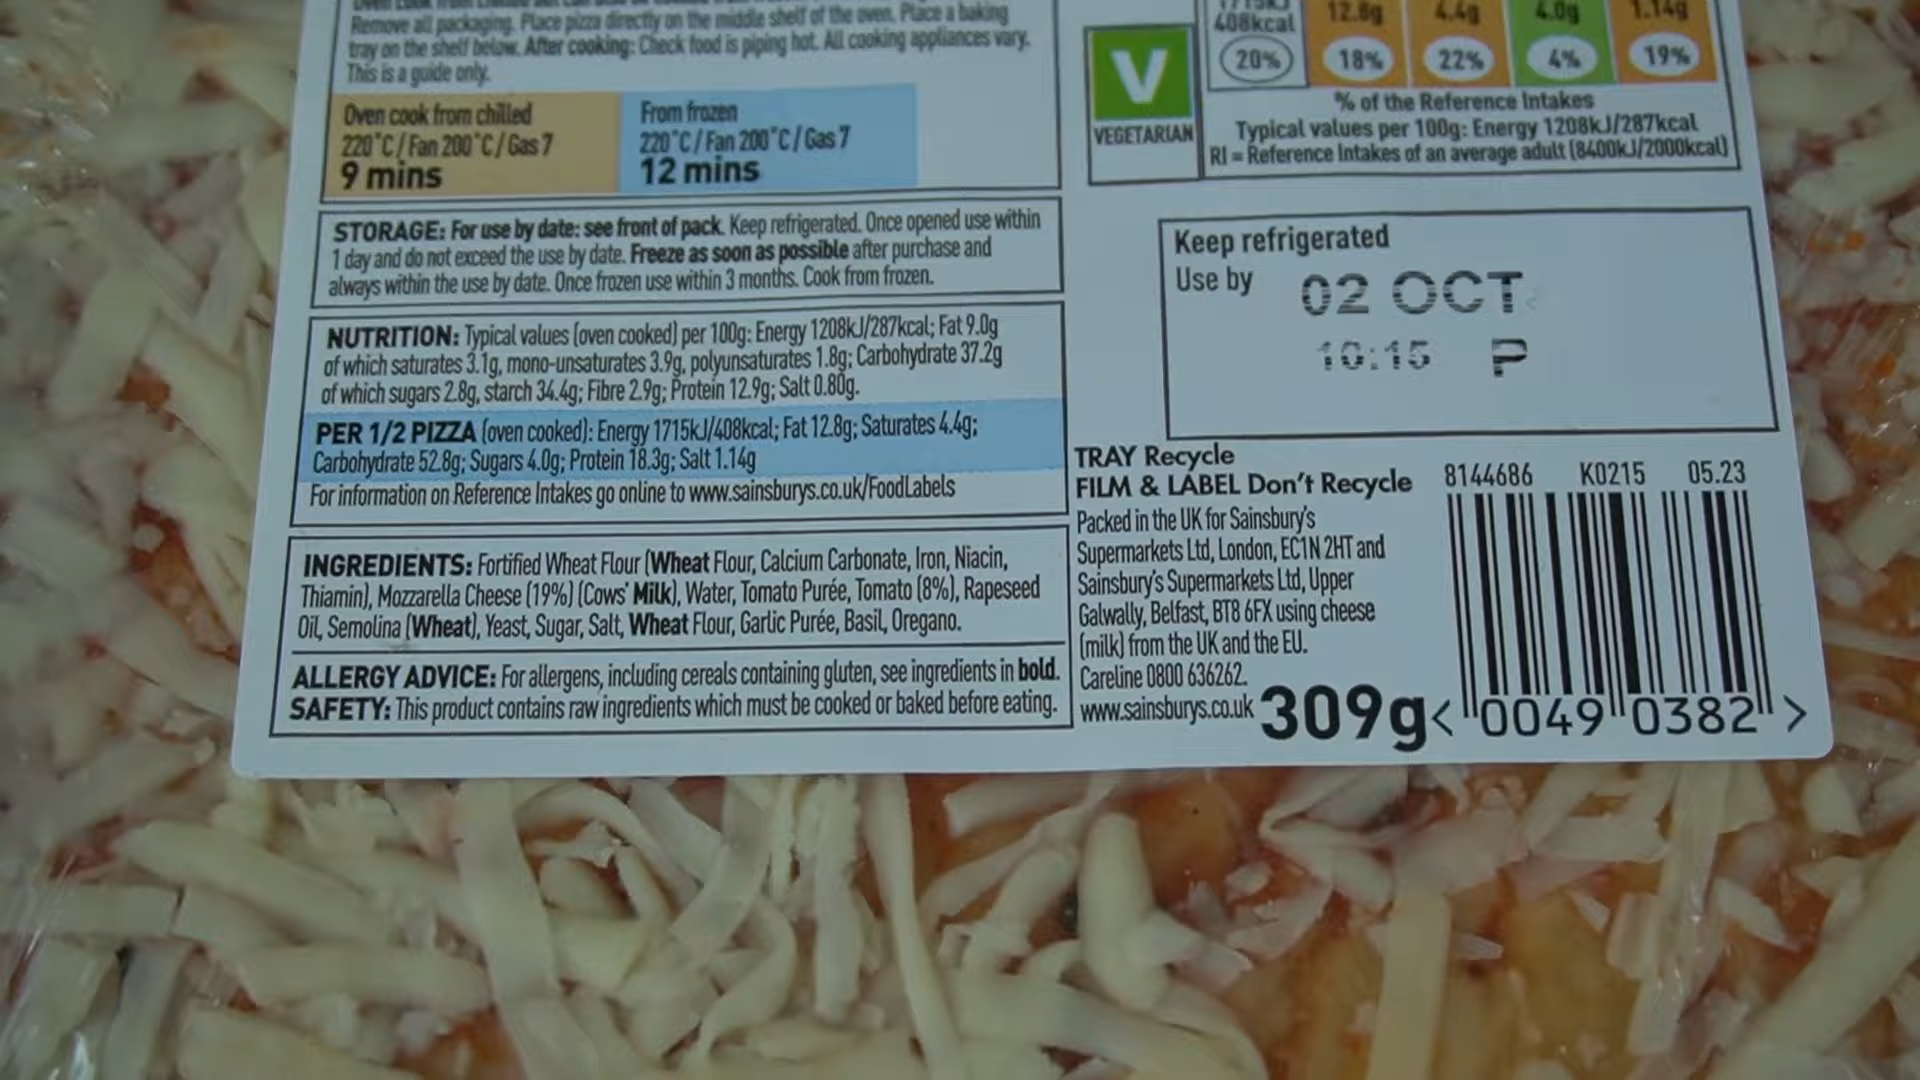 Remove all packaging. Place pizza directly on the middle shelf of the oven. Place a baking
tray on the shelf below. After cooking: Check food is piping hot. All cooking appliances vary.
This is a guide only.
Oven cook from chilled
220°C/Fan 200°C/Gas 7
9 mins
From frozen
220°C/Fan 200°C/Gas 7
12 mins
STORAGE: For use by date: see front of pack. Keep refrigerated. Once opened use within
1 day and do not exceed the use by date. Freeze as soon as possible after purchase and
always within the use by date. Once frozen use within 3 months. Cook from frozen.
NUTRITION: Typical values (oven cooked) per 100g: Energy 1208kJ/287kcal; Fat 9.0g
of which saturates 3.1g, mono-unsaturates 3.9g, polyunsaturates 1.8g; Carbohydrate 37.2g
of which sugars 2.8g, starch 34.4g; Fibre 2.9g; Protein 12.9g; Salt 0.80g.
PER 1/2 PIZZA (oven cooked): Energy 1715kJ/408kcal; Fat 12.8g; Saturates 4.4g;
Carbohydrate 52.8g; Sugars 4.0g; Protein 18.3g; Salt 1.14g
For information on Reference Intakes go online to www.sainsburys.co.uk/FoodLabels
INGREDIENTS: Fortified Wheat Flour (Wheat Flour, Calcium Carbonate, Iron, Niacin,
Thiamin), Mozzarella Cheese (19%) (Cows' Milk), Water, Tomato Purée, Tomato (8%), Rapeseed
Oil, Semolina (Wheat), Yeast, Sugar, Salt, Wheat Flour, Garlic Purée, Basil, Oregano.
ALLERGY ADVICE: For allergens, including cereals containing gluten, see ingredients in bold.
SAFETY: This product contains raw ingredients which must be cooked or baked before eating.
V
VEGETARIAN
408kcal 12.8g 4.4g 4.0g 1.14g
20% 18% 22% 4% 19%
% of the Reference Intakes
Typical values per 100g: Energy 1208kJ/287kcal
RI = Reference Intakes of an average adult (8400kJ/2000kcal)
Keep refrigerated
Use by 02 OCT
10:15 P
TRAY Recycle
FILM & LABEL Don't Recycle
Packed in the UK for Sainsbury's
Supermarkets Ltd, London, EC1N 2HT and
Sainsbury's Supermarkets Ltd, Upper
Galwally, Belfast, BT8 6FX using cheese
(milk) from the UK and the EU.
Careline 0800 636262.
www.sainsburys.co.uk
309g
8144686 K0215 05.23
< 0049 0382 >